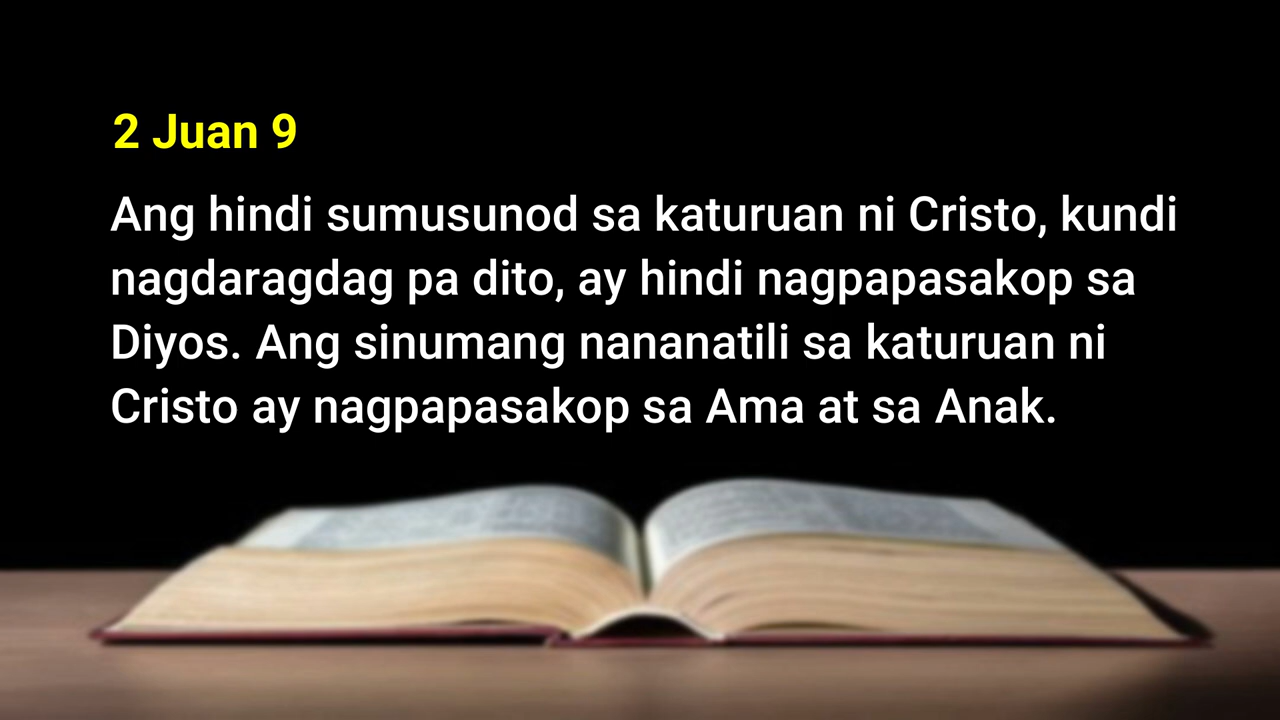 2 Juan 9
Ang hindi sumusunod sa katuruan ni Cristo, kundi
nagdaragdag pa dito, ay hindi nagpapasakop sa
Diyos. Ang sinumang nananatili sa katuruan ni
Cristo ay nagpapasakop sa Ama at sa Anak.